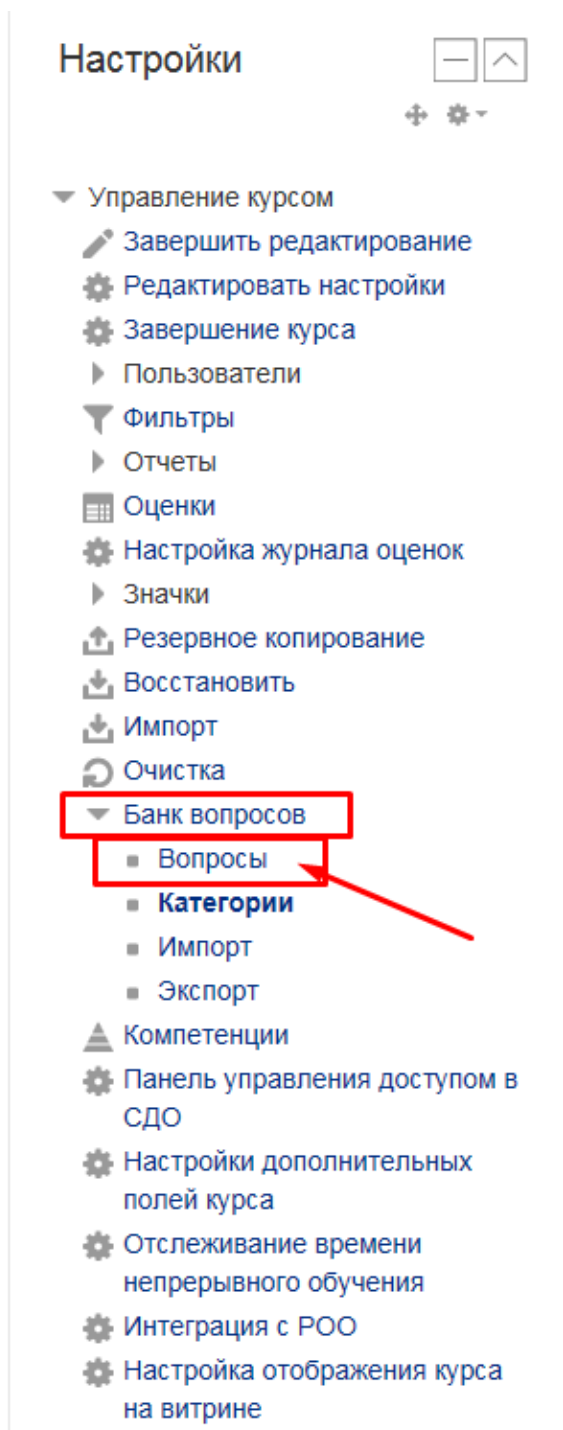 Настройки
Управление курсом
Завершить редактирование
Редактировать настройки
Завершение курса
Пользователи
Фильтры
Отчеты
Оценки
Настройка журнала оценок
Значки
Резервное копирование
Восстановить
Импорт
Очистка
Банк вопросов
Вопросы
Категории
Импорт
Экспорт
Компетенции
Панель управления доступом в
СДО
Настройки дополнительных
полей курса
Отслеживание времени
непрерывного обучения
Интеграция с РОО
Настройка отображения курса
на витрине